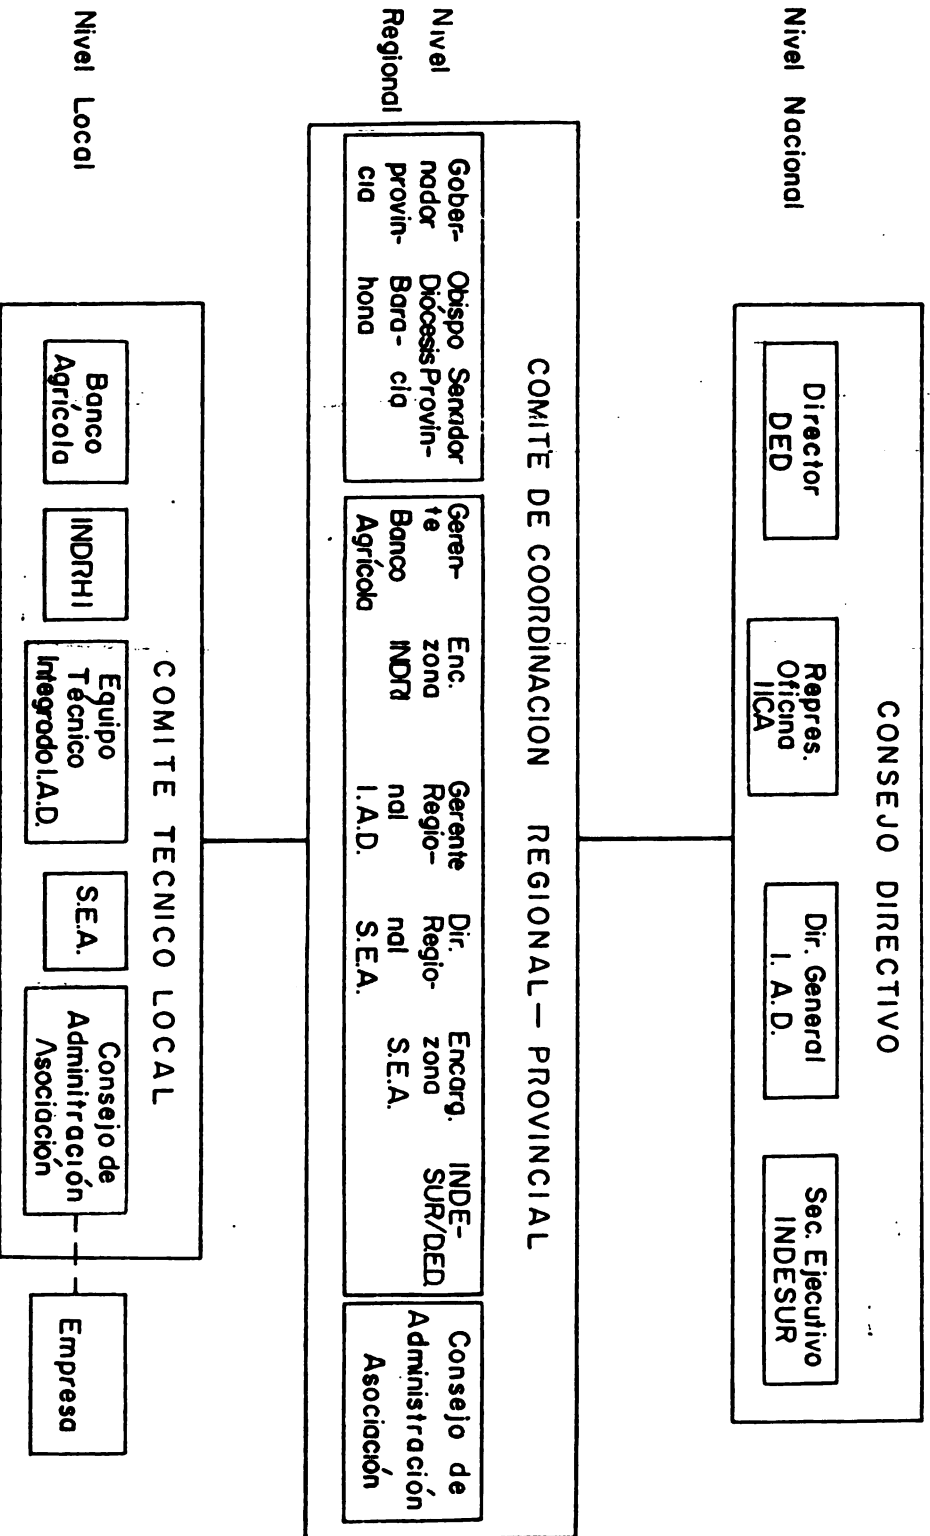 Nivel Nacional
CONSEJO DIRECTIVO
Director
DED
Repres.
Oficina
IICA
Dir. General
I. A. D.
Sec. Ejecutivo
INDESUR
Nivel
Regional
COMITE DE COORDINACION REGIONAL— PROVINCIAL
Gober-
nador
provin-
cia
Obispo
Diócesis
Bara-
hona
Senador
Provin-
cia
Geren-
te
Banco
Agrícola
Enc.
zona
INDRI
Gerente
Regio-
nal
I.A.D.
Dir.
Regio-
nal
S.E.A.
Encarg.
zona
S.E.A.
INDE-
SUR/D.E.D.
Consejo de
Administración
Asociación
Nivel Local
COMITE TECNICO LOCAL
Banco
Agrícola
INDRHI
Equipo
Técnico
Integrado I.A.D.
S.E.A.
Consejo de
Adminitración
Asociación
Empresa